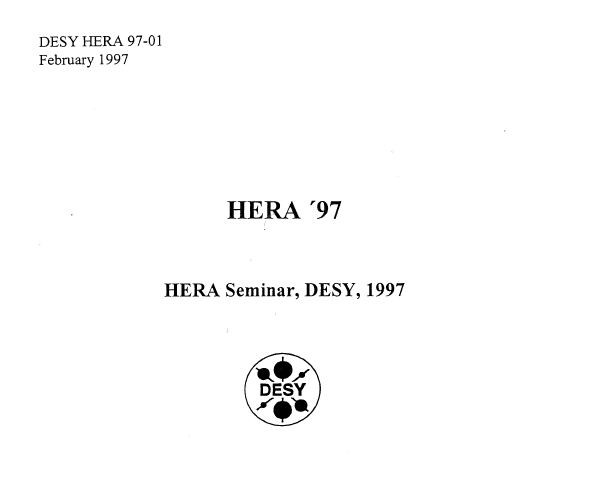 DESY HERA 97-01
February 1997
HERA ´97
HERA Seminar, DESY, 1997
DESY